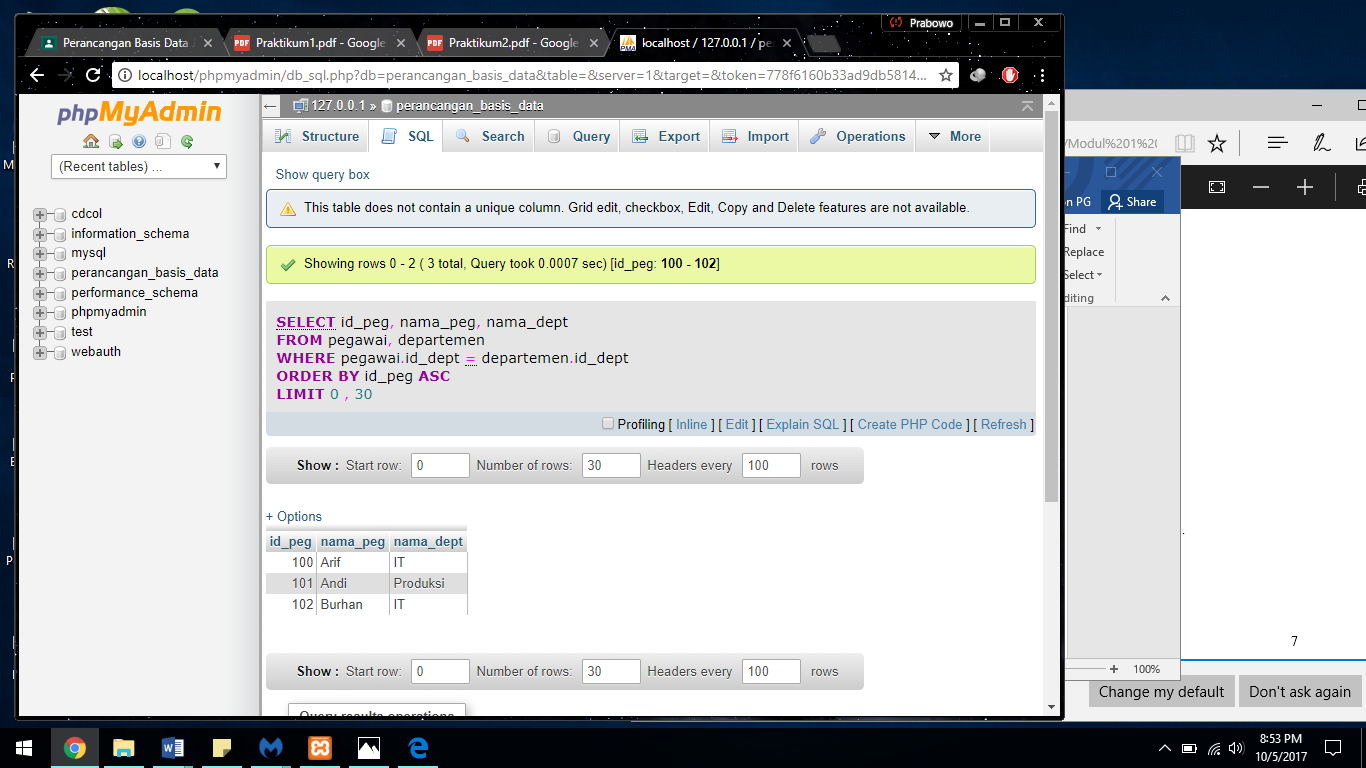 Prabowo
Perancangan Basis Data
Praktikum1.pdf - Google
Praktikum2.pdf - Google
localhost / 127.0.0.1 / pe
localhost/phpmyadmin/db_sql.php?db=perancangan_basis_data&table=&server=1&target=&token=778f6160b33ad9db5814...
phpMyAdmin
(Recent tables) ...
cdcol
information_schema
mysql
perancangan_basis_data
performance_schema
phpmyadmin
test
webauth
127.0.0.1 » perancangan_basis_data
Structure SQL Search Query Export Import Operations More
Show query box
This table does not contain a unique column. Grid edit, checkbox, Edit, Copy and Delete features are not available.
Showing rows 0 - 2 ( 3 total, Query took 0.0007 sec) [id_peg: 100 - 102]
SELECT id_peg, nama_peg, nama_dept
FROM pegawai, departemen
WHERE pegawai.id_dept = departemen.id_dept
ORDER BY id_peg ASC
LIMIT 0 , 30
Profiling [ Inline ] [ Edit ] [ Explain SQL ] [ Create PHP Code ] [ Refresh ]
Show : Start row: 0 Number of rows: 30 Headers every 100 rows
+ Options
id_peg nama_peg nama_dept
100 Arif IT
101 Andi Produksi
102 Burhan IT
Show : Start row: 0 Number of rows: 30 Headers every 100 rows
Query results operations
/Modul%201%2
on PG Share
Find
Replace
Select
diting
7
100%
Change my default Don't ask again
8:53 PM
10/5/2017